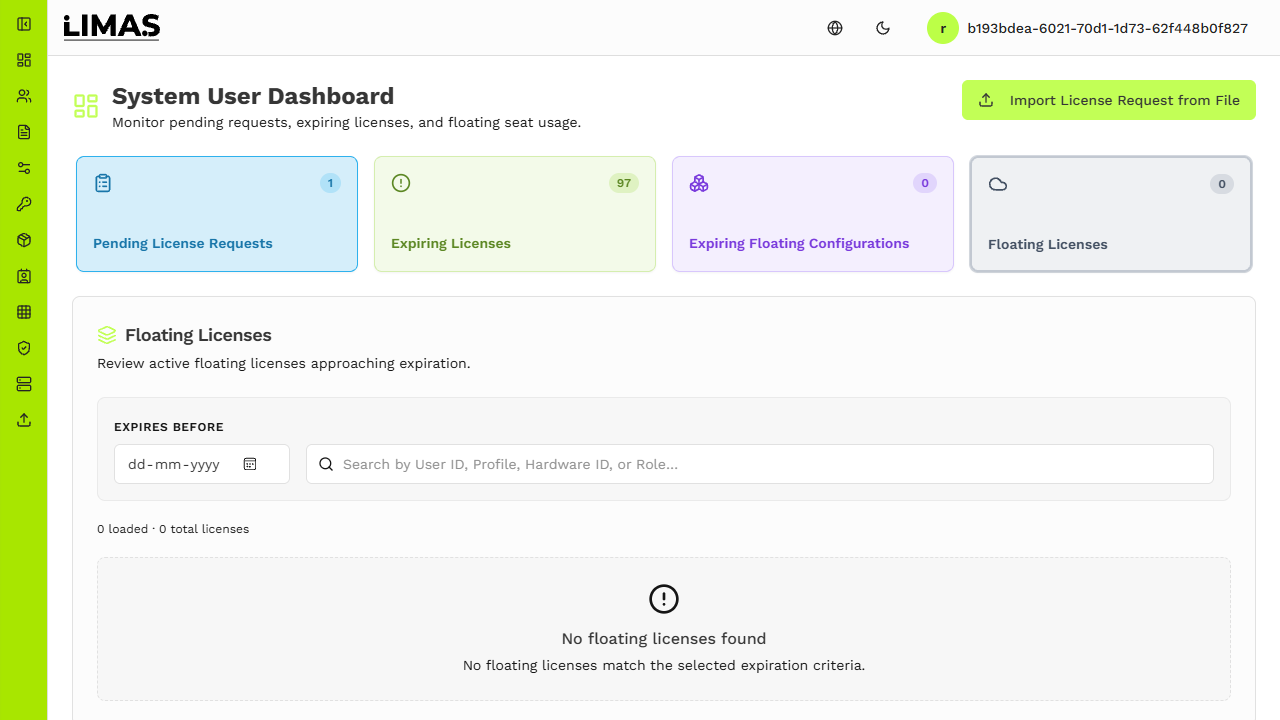 LIMAS
r
b193bdea-6021-70d1-1d73-62f448b0f827
System User Dashboard
Monitor pending requests, expiring licenses, and floating seat usage.
Import License Request from File
1
Pending License Requests
97
Expiring Licenses
0
Expiring Floating Configurations
0
Floating Licenses
Floating Licenses
Review active floating licenses approaching expiration.
EXPIRES BEFORE
dd-mm-yyyy
Search by User ID, Profile, Hardware ID, or Role...
0 loaded · 0 total licenses
No floating licenses found
No floating licenses match the selected expiration criteria.